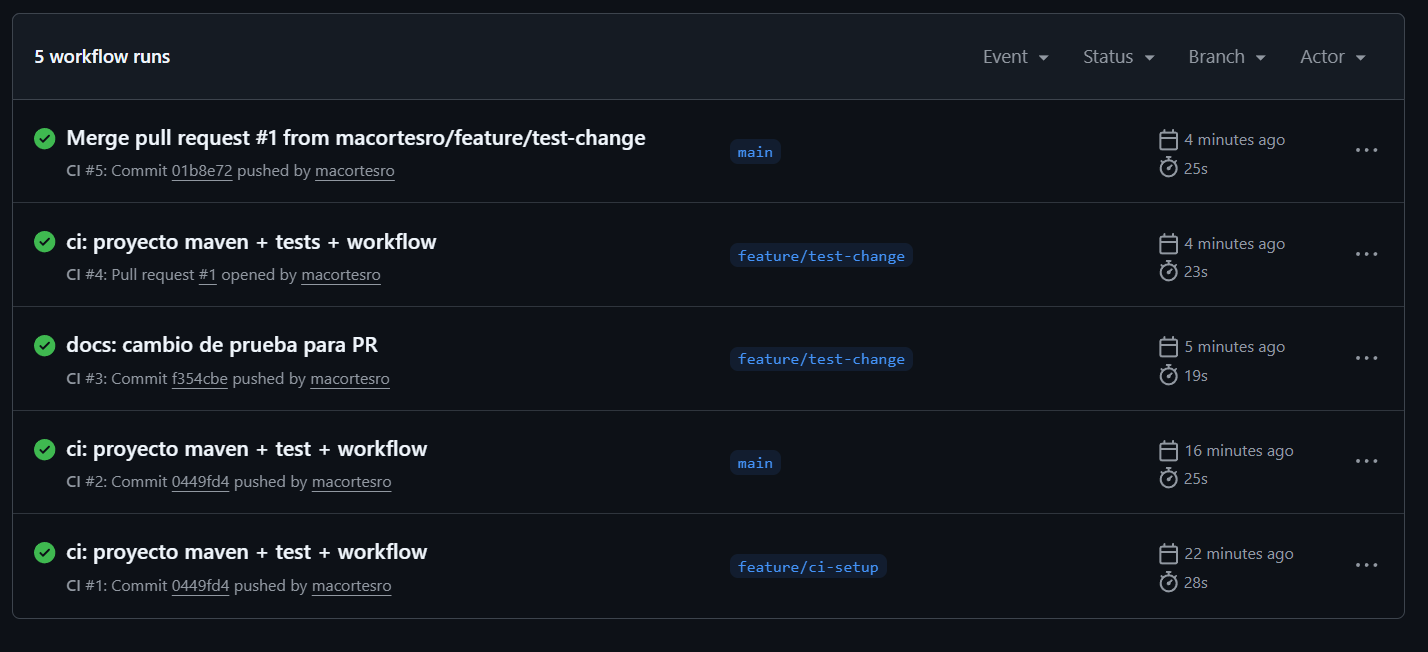 5 workflow runs
Event Status Branch Actor
Merge pull request #1 from macortesro/feature/test-change
CI #5: Commit 01b8e72 pushed by macortesro
main
4 minutes ago
25s
ci: proyecto maven + tests + workflow
CI #4: Pull request #1 opened by macortesro
feature/test-change
4 minutes ago
23s
docs: cambio de prueba para PR
CI #3: Commit f354cbe pushed by macortesro
feature/test-change
5 minutes ago
19s
ci: proyecto maven + test + workflow
CI #2: Commit 0449fd4 pushed by macortesro
main
16 minutes ago
25s
ci: proyecto maven + test + workflow
CI #1: Commit 0449fd4 pushed by macortesro
feature/ci-setup
22 minutes ago
28s